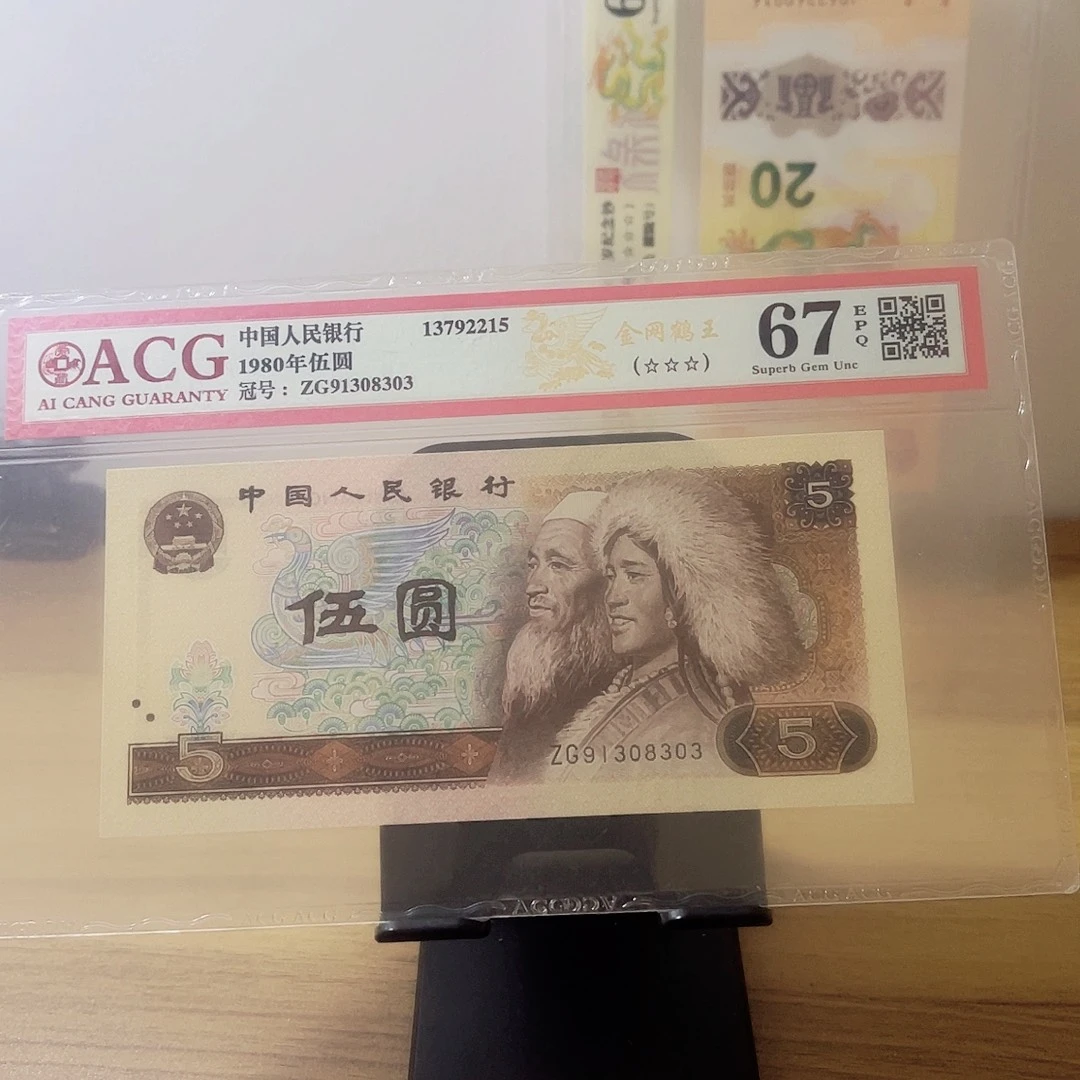 20
ACG
AI CANG GUARANTY
中国人民银行
1980年伍圆
冠号：ZG91308303
13792215
金网鹤王
(☆☆☆)
67
EPQ
Superb Gem Unc
中国人民银行
5
伍圆
5
ZG91308303
5